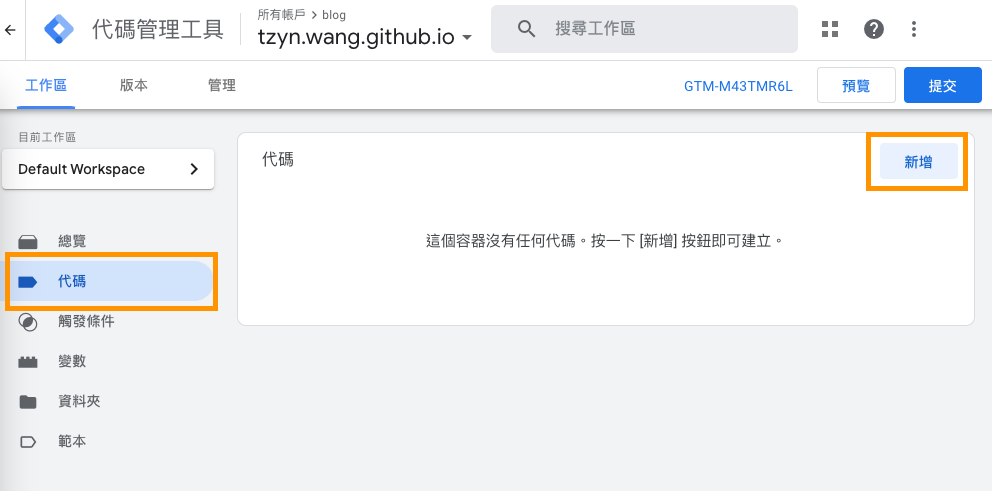 代碼管理工具
所有帳戶 > blog
tzyn.wang.github.io
搜尋工作區
工作區 版本 管理 GTM-M43TMR6L 預覽 提交
目前工作區
Default Workspace
總覽
代碼
觸發條件
變數
資料夾
範本
代碼 新增
這個容器沒有任何代碼。按一下 [新增] 按鈕即可建立。